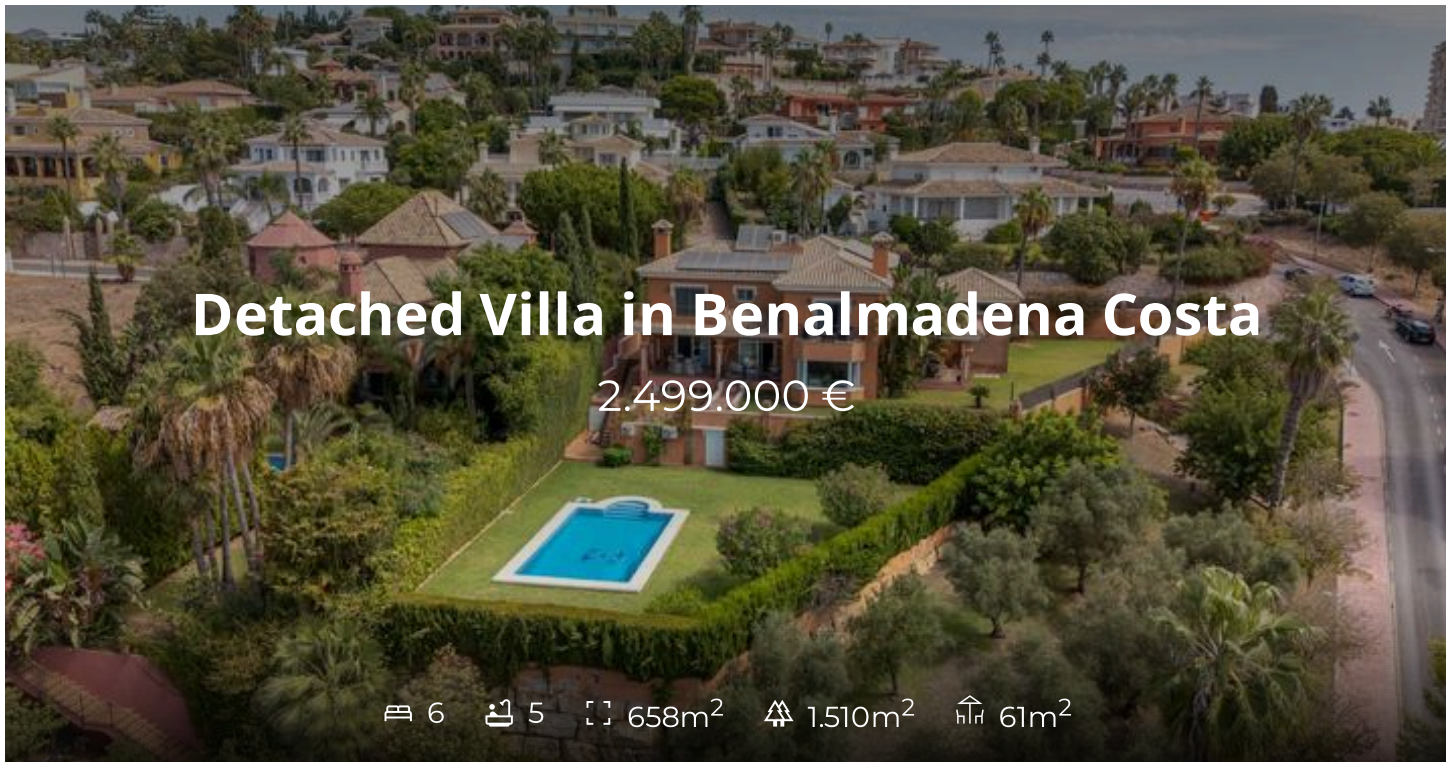 Detached Villa in Benalmadena Costa
2.499.000 €
6 5 658m² 1.510m² 61m²